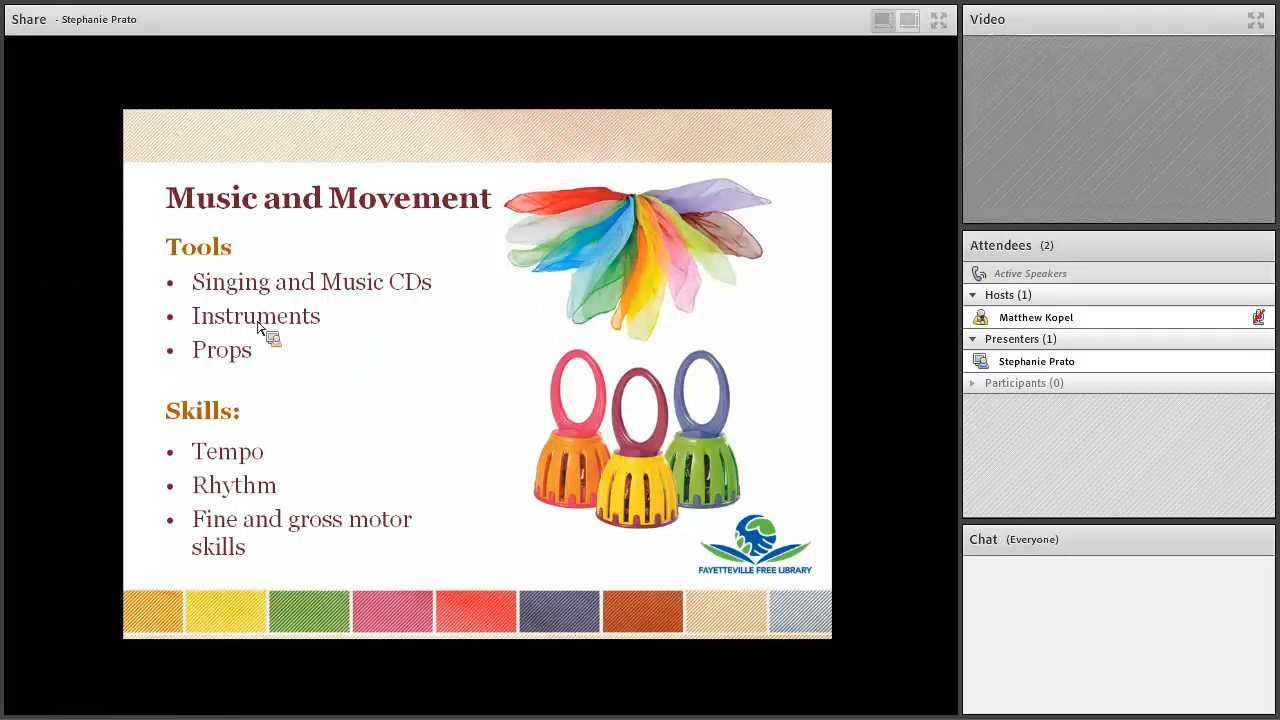 Share - Stephanie Prato
Music and Movement
Tools
• Singing and Music CDs
• Instruments
• Props
Skills:
• Tempo
• Rhythm
• Fine and gross motor
skills
FAYETTEVILLE FREE LIBRARY
Video
Attendees (2)
Active Speakers
Hosts (1)
Matthew Kopel
Presenters (1)
Stephanie Prato
Participants (0)
Chat (Everyone)